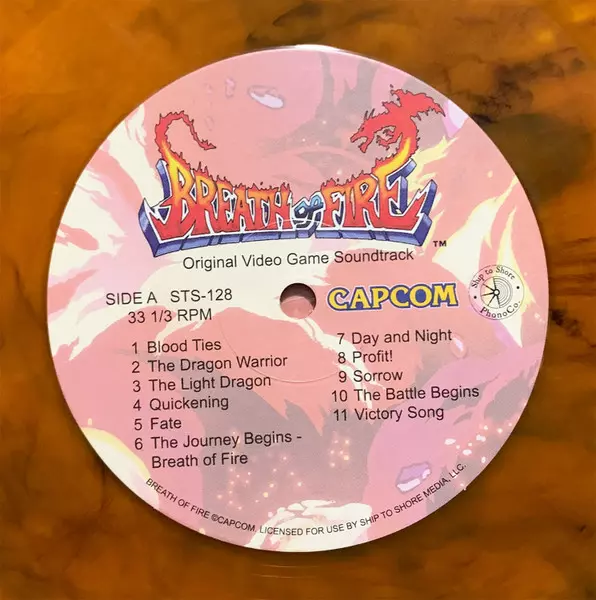 BREATH OF FIRE™
Original Video Game Soundtrack
SIDE A STS-128
33 1/3 RPM
CAPCOM
Ship to Shore
PhonoCo.
1 Blood Ties
2 The Dragon Warrior
3 The Light Dragon
4 Quickening
5 Fate
6 The Journey Begins -
Breath of Fire
7 Day and Night
8 Profit!
9 Sorrow
10 The Battle Begins
11 Victory Song
BREATH OF FIRE ©CAPCOM. LICENSED FOR USE BY SHIP TO SHORE MEDIA, LLC.